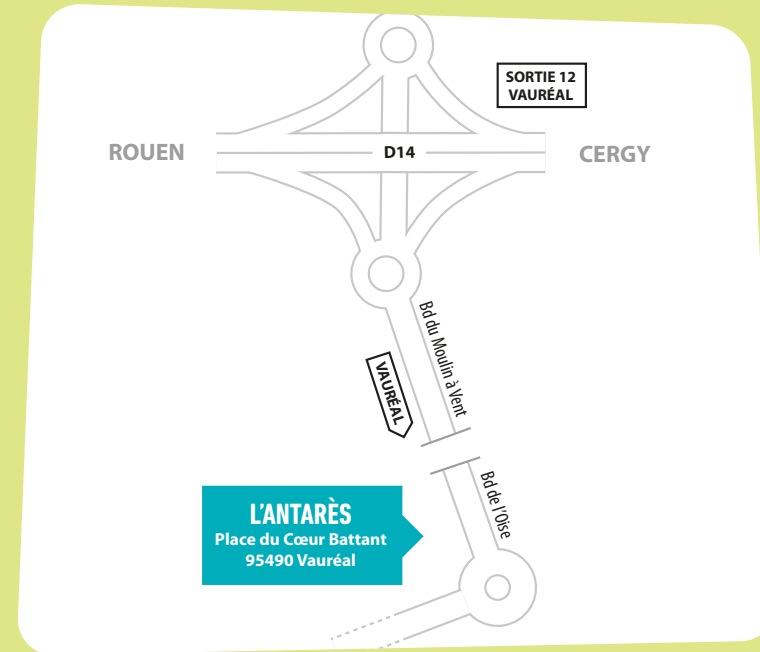 SORTIE 12
VAURÉAL
ROUEN
D14
CERGY
Bd du Moulin à Vent
VAURÉAL
Bd de l'Oise
L'ANTARÈS
Place du Cœur Battant
95490 Vauréal